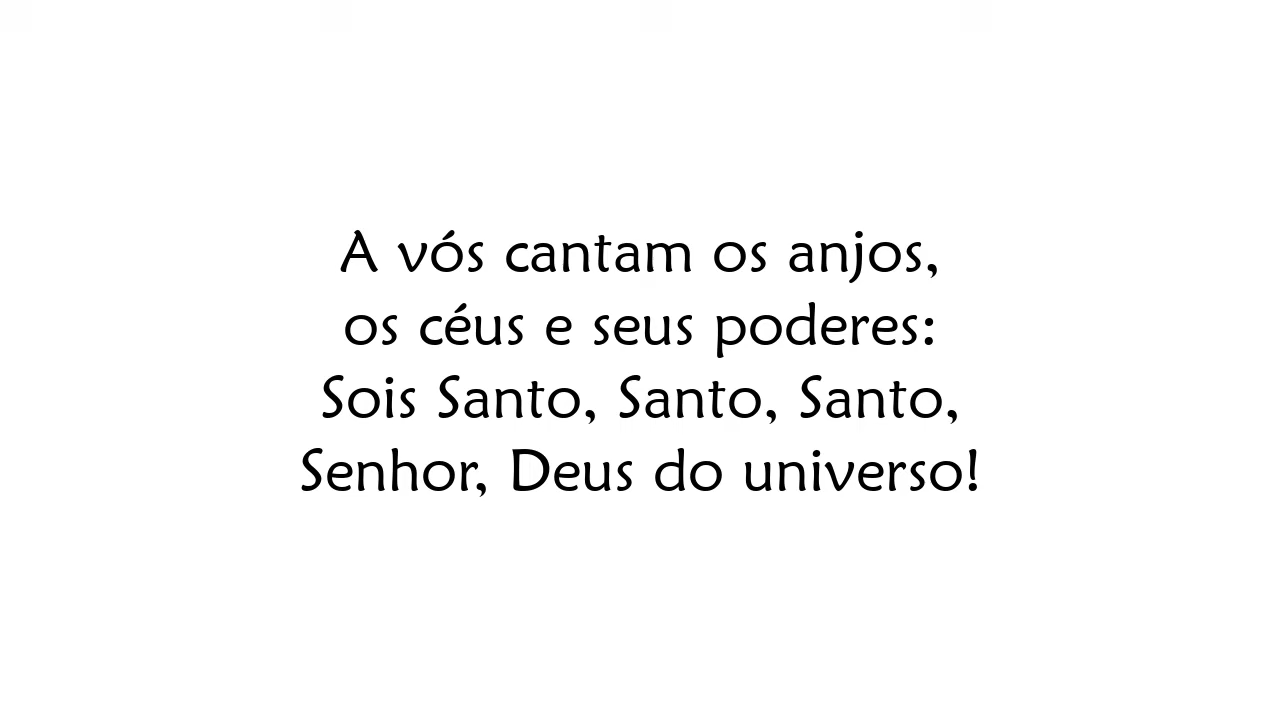 A vós cantam os anjos,
os céus e seus poderes:
Sois Santo, Santo, Santo,
Senhor, Deus do universo!